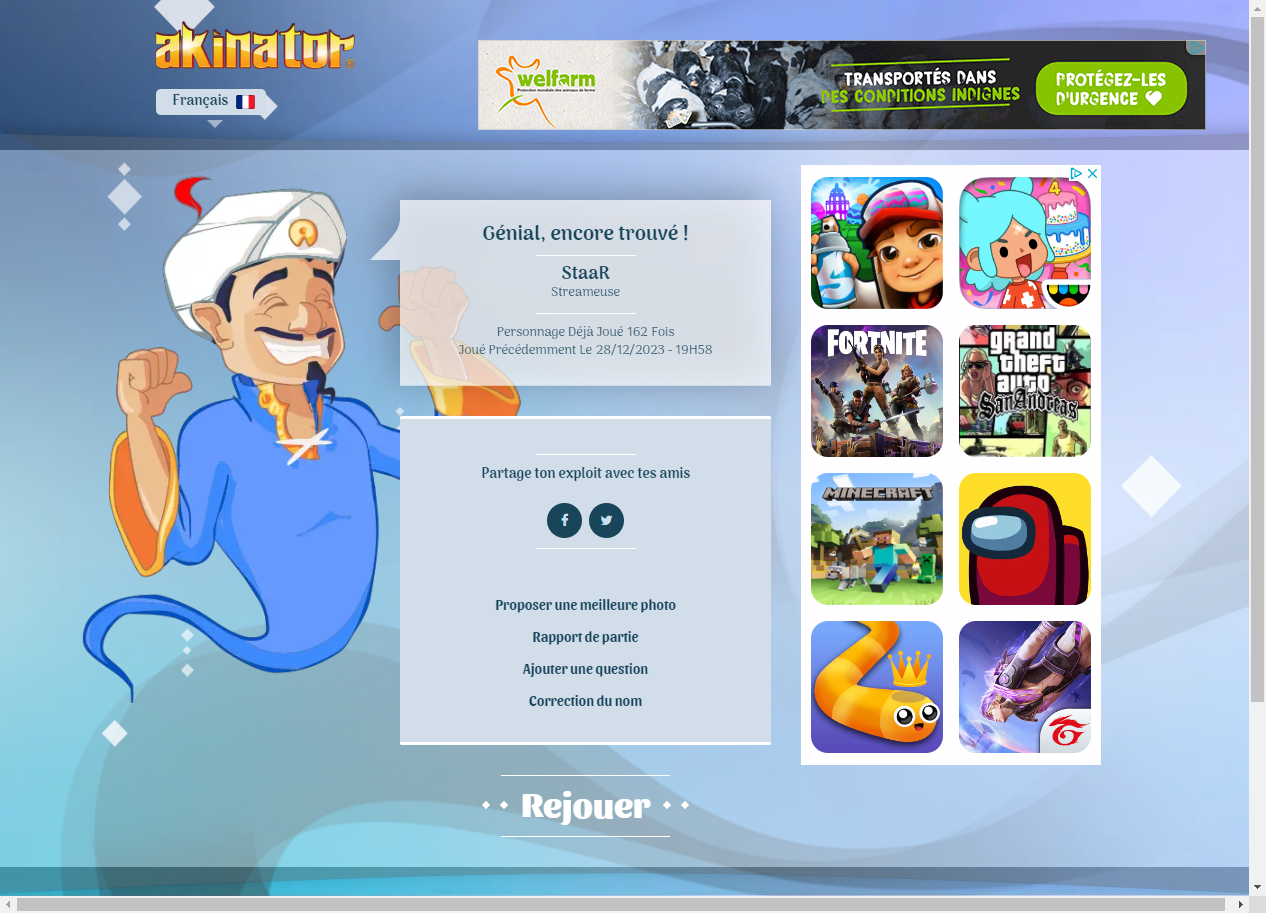 akinator
Français
welfarm
Protection mondiale des animaux de ferme
TRANSPORTÉS DANS
DES CONDITIONS INDIGNES
PROTÉGEZ-LES
D'URGENCE
Génial, encore trouvé !
StaaR
Streameuse
Personnage Déjà Joué 162 Fois
Joué Précédemment Le 28/12/2023 - 19H58
Partage ton exploit avec tes amis
Proposer une meilleure photo
Rapport de partie
Ajouter une question
Correction du nom
Rejouer
4
FORTNITE
grand
theft
auto
San Andreas
MINECRAFT